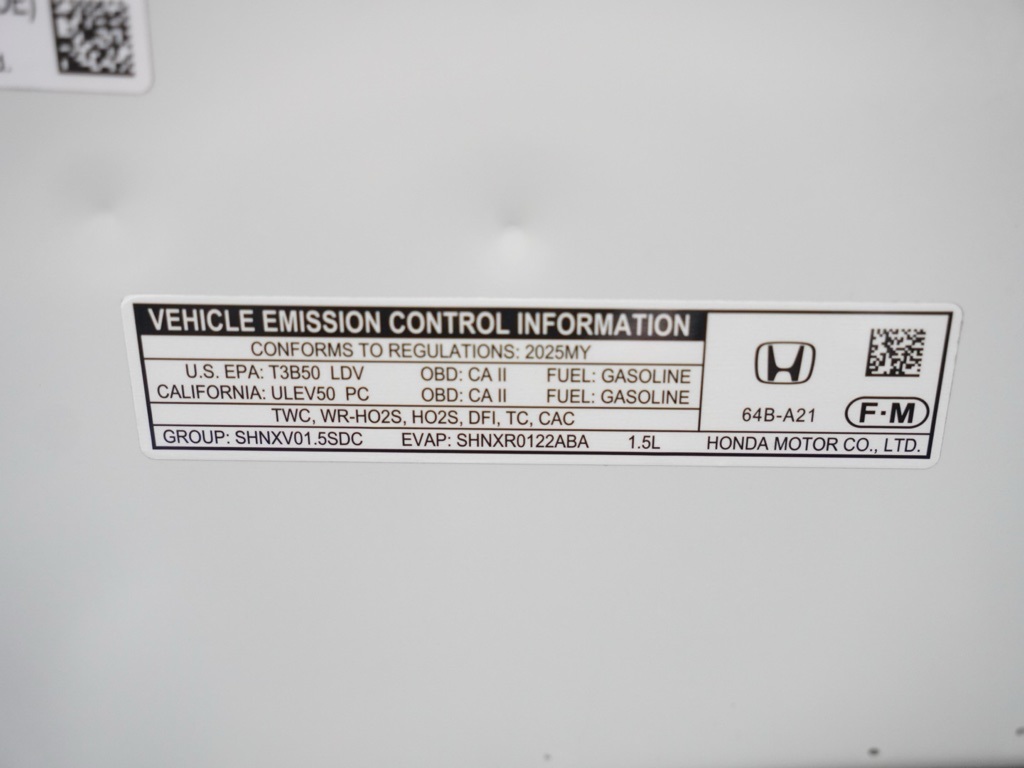 d.
VEHICLE EMISSION CONTROL INFORMATION
CONFORMS TO REGULATIONS: 2025MY
U.S. EPA: T3B50 LDV OBD: CA II FUEL: GASOLINE
CALIFORNIA: ULEV50 PC OBD: CA II FUEL: GASOLINE
TWC, WR-HO2S, HO2S, DFI, TC, CAC
64B-A21 F·M
GROUP: SHNXV01.5SDC EVAP: SHNXR0122ABA 1.5L HONDA MOTOR CO., LTD.